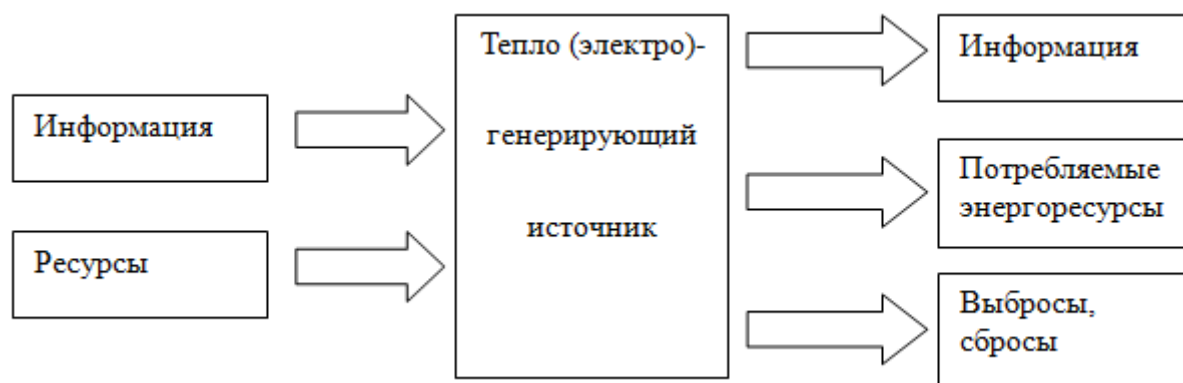 Информация
Ресурсы
Тепло (электро)-
генерирующий
источник
Информация
Потребляемые
энергоресурсы
Выбросы,
сбросы